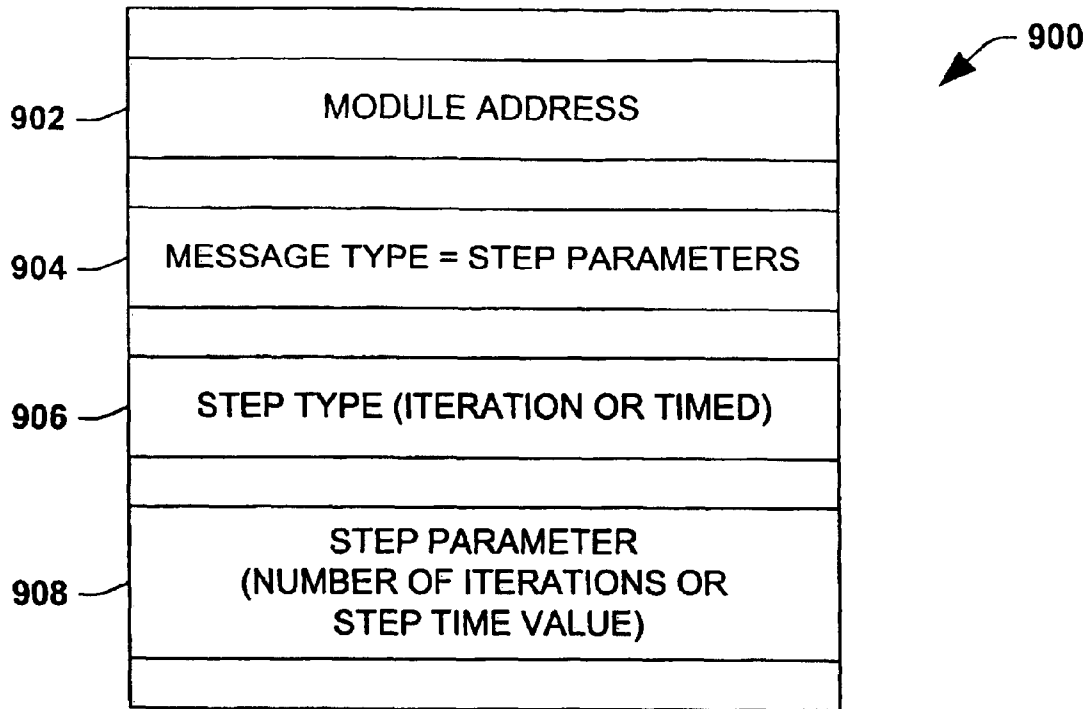 900
902
MODULE ADDRESS
904
MESSAGE TYPE = STEP PARAMETERS
906
STEP TYPE (ITERATION OR TIMED)
908
STEP PARAMETER
(NUMBER OF ITERATIONS OR
STEP TIME VALUE)